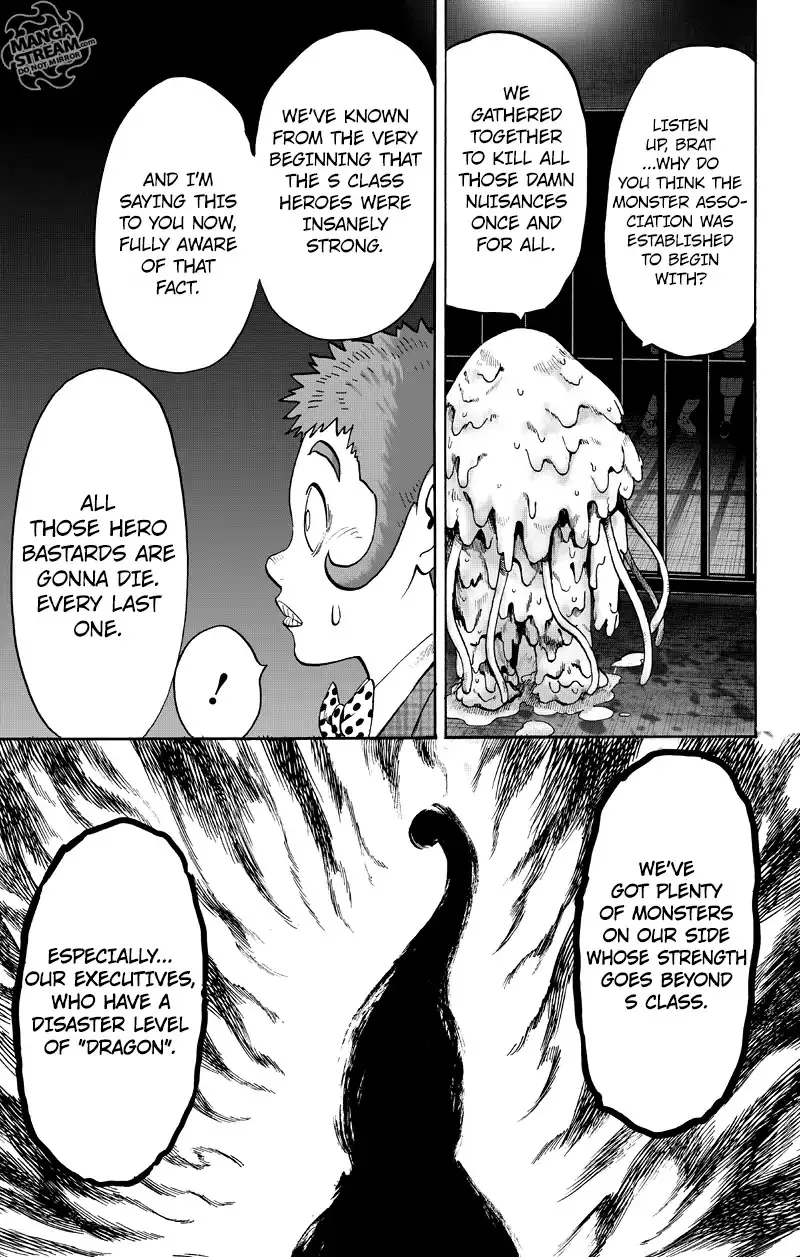 MANGA
STREAM.com
DO NOT MIRROR
LISTEN
UP, BRAT
...WHY DO
YOU THINK THE
MONSTER ASSO-
CIATION WAS
ESTABLISHED
TO BEGIN
WITH?
WE
GATHERED
TOGETHER
TO KILL ALL
THOSE DAMN
NUISANCES
ONCE AND
FOR ALL.
WE'VE KNOWN
FROM THE VERY
BEGINNING THAT
THE S CLASS
HEROES WERE
INSANELY
STRONG.
AND I'M
SAYING THIS
TO YOU NOW,
FULLY AWARE
OF THAT
FACT.
ALL
THOSE HERO
BASTARDS ARE
GONNA DIE.
EVERY LAST
ONE.
!
WE'VE
GOT PLENTY
OF MONSTERS
ON OUR SIDE
WHOSE STRENGTH
GOES BEYOND
S CLASS.
ESPECIALLY...
OUR EXECUTIVES,
WHO HAVE A
DISASTER LEVEL
OF "DRAGON".